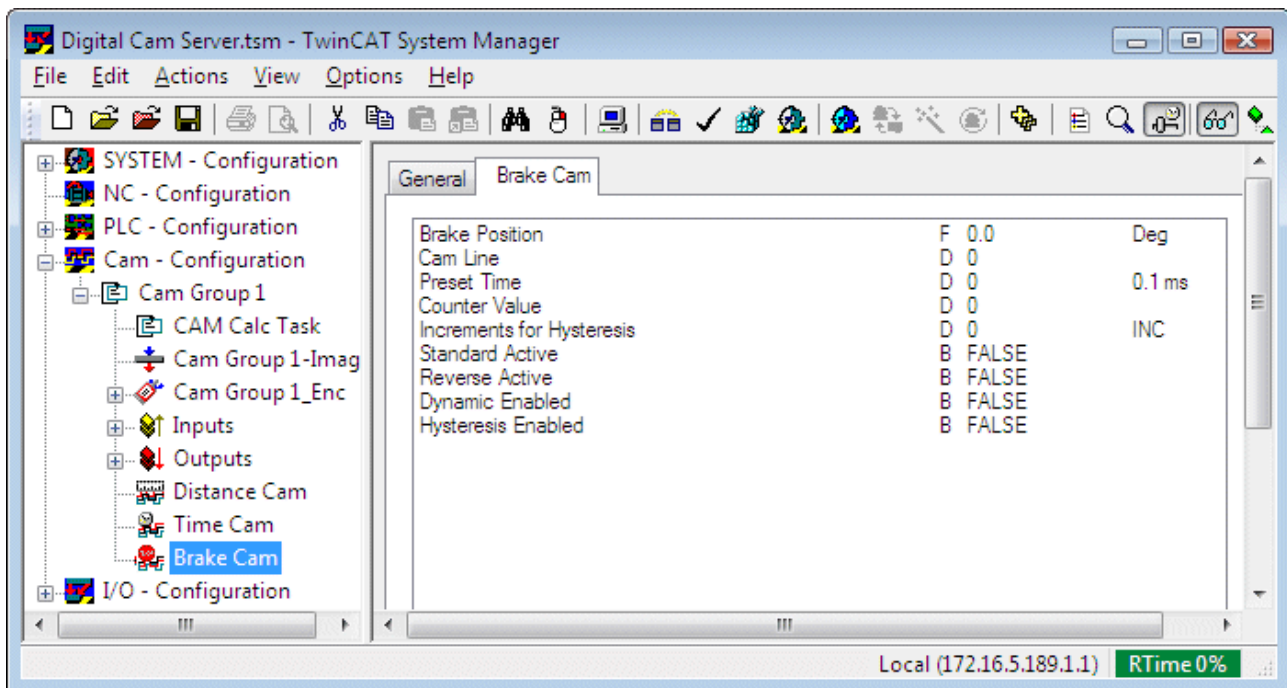 Digital Cam Server.tsm - TwinCAT System Manager
File Edit Actions View Options Help
SYSTEM - Configuration
NC - Configuration
PLC - Configuration
Cam - Configuration
Cam Group 1
CAM Calc Task
Cam Group 1-Imag
Cam Group 1_Enc
Inputs
Outputs
Distance Cam
Time Cam
Brake Cam
I/O - Configuration
General Brake Cam
Brake Position F 0.0 Deg
Cam Line D 0
Preset Time D 0 0.1 ms
Counter Value D 0
Increments for Hysteresis D 0 INC
Standard Active B FALSE
Reverse Active B FALSE
Dynamic Enabled B FALSE
Hysteresis Enabled B FALSE
Local (172.16.5.189.1.1) RTime 0%